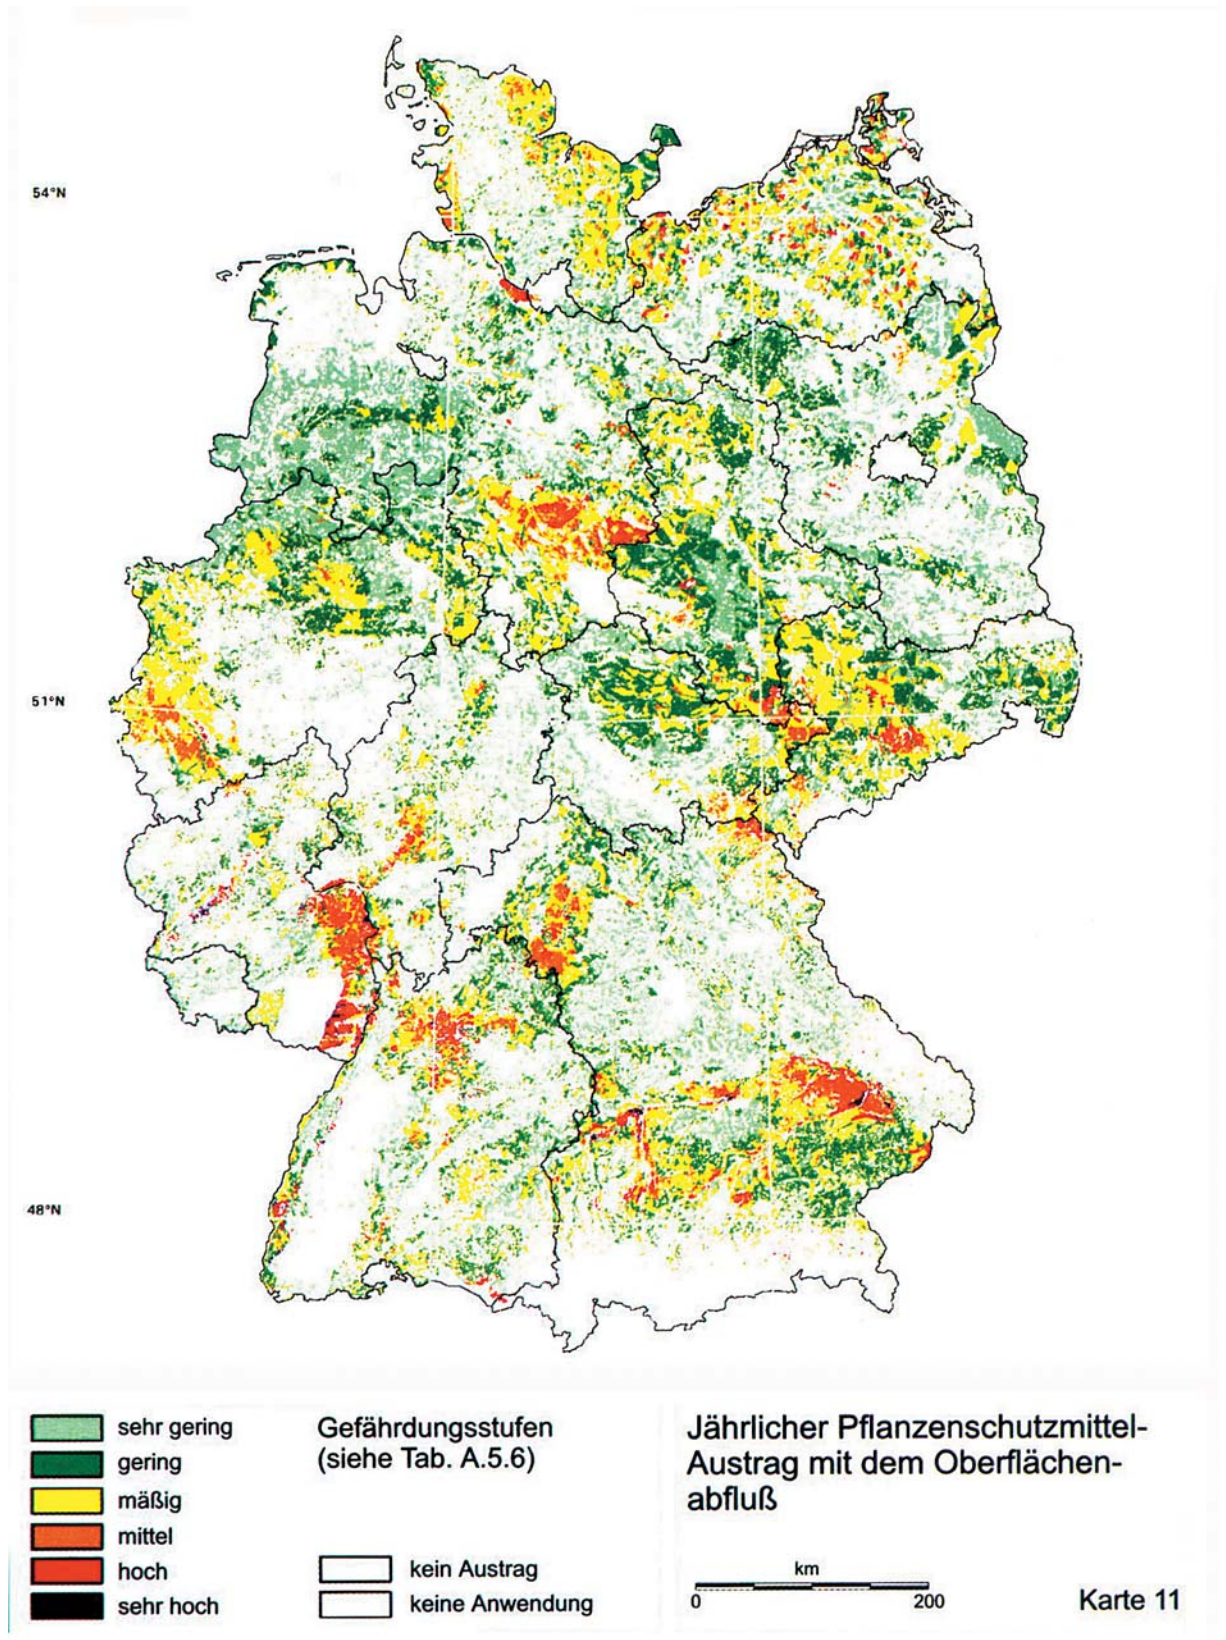 54°N
51°N
48°N
sehr gering
gering
mäßig
mittel
hoch
sehr hoch
Gefährdungsstufen
(siehe Tab. A.5.6)
kein Austrag
keine Anwendung
Jährlicher Pflanzenschutzmittel-
Austrag mit dem Oberflächen-
abfluß
km
0 200
Karte 11